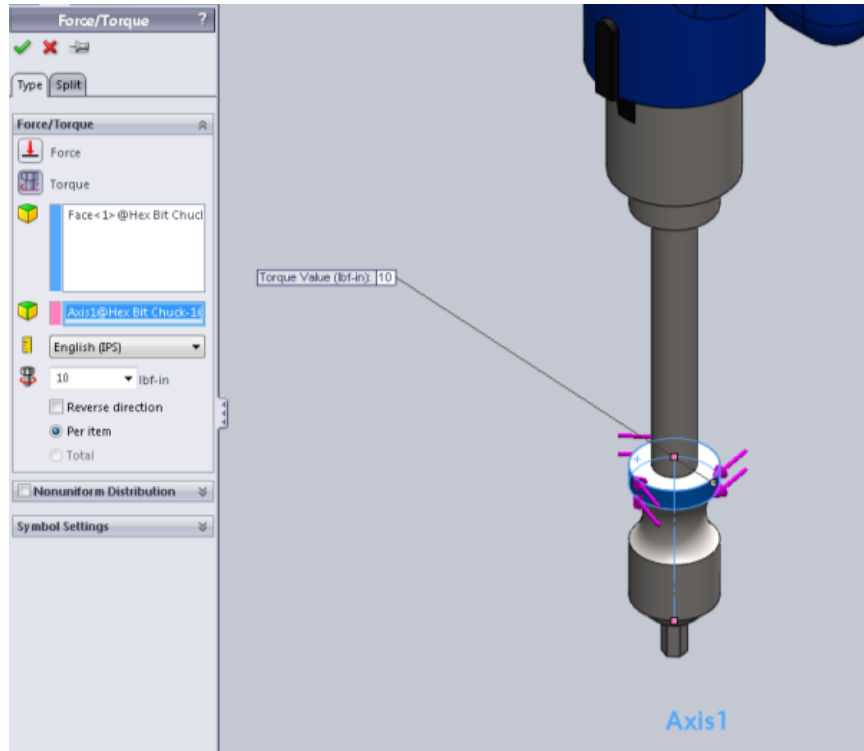 Force/Torque ?
Type Split
Force/Torque
Force
Torque
Face<1>@Hex Bit Chucl
Axis1@Hex Bit Chuck-16
English (IPS)
10 lbf-in
Reverse direction
Per item
Total
Nonuniform Distribution
Symbol Settings
Torque Value (lbf-in): 10
Axis1